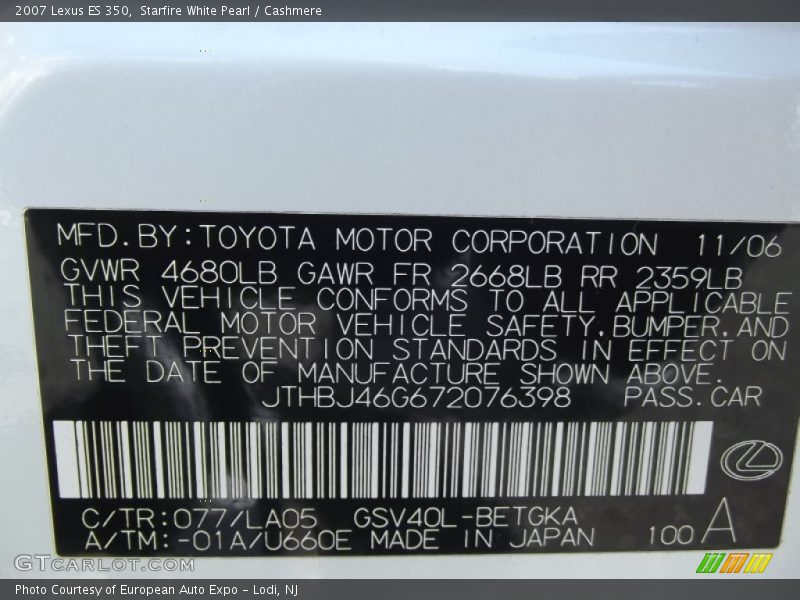 2007 Lexus ES 350, Starfire White Pearl / Cashmere
MFD.BY:TOYOTA MOTOR CORPORATION 11/06
GVWR 4680LB GAWR FR 2668LB RR 2359LB
THIS VEHICLE CONFORMS TO ALL APPLICABLE
FEDERAL MOTOR VEHICLE SAFETY,BUMPER,AND
THEFT PREVENTION STANDARDS IN EFFECT ON
THE DATE OF MANUFACTURE SHOWN ABOVE.
JTHBJ46G672076398 PASS.CAR
C/TR:077/LA05 GSV40L-BETGKA
A/TM:-01A/U660E MADE IN JAPAN 100 A
GTCARLOT.COM
Photo Courtesy of European Auto Expo - Lodi, NJ